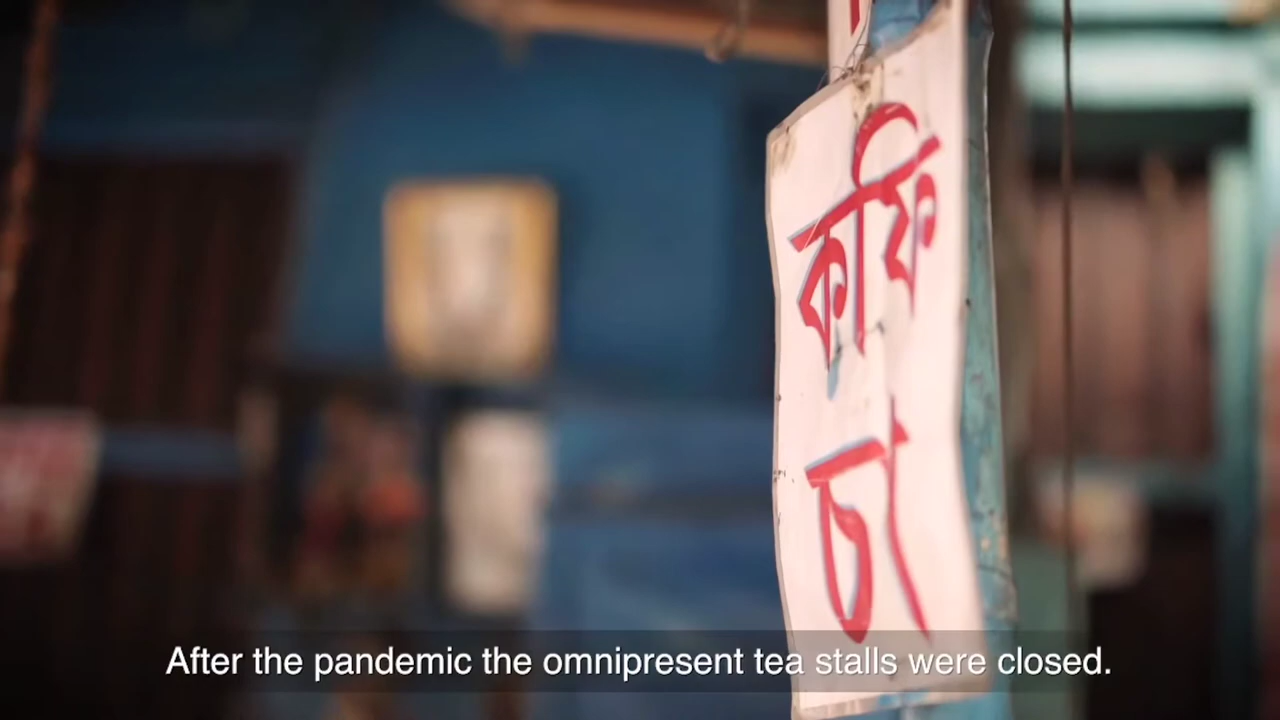 কফি
চা
After the pandemic the omnipresent tea stalls were closed.